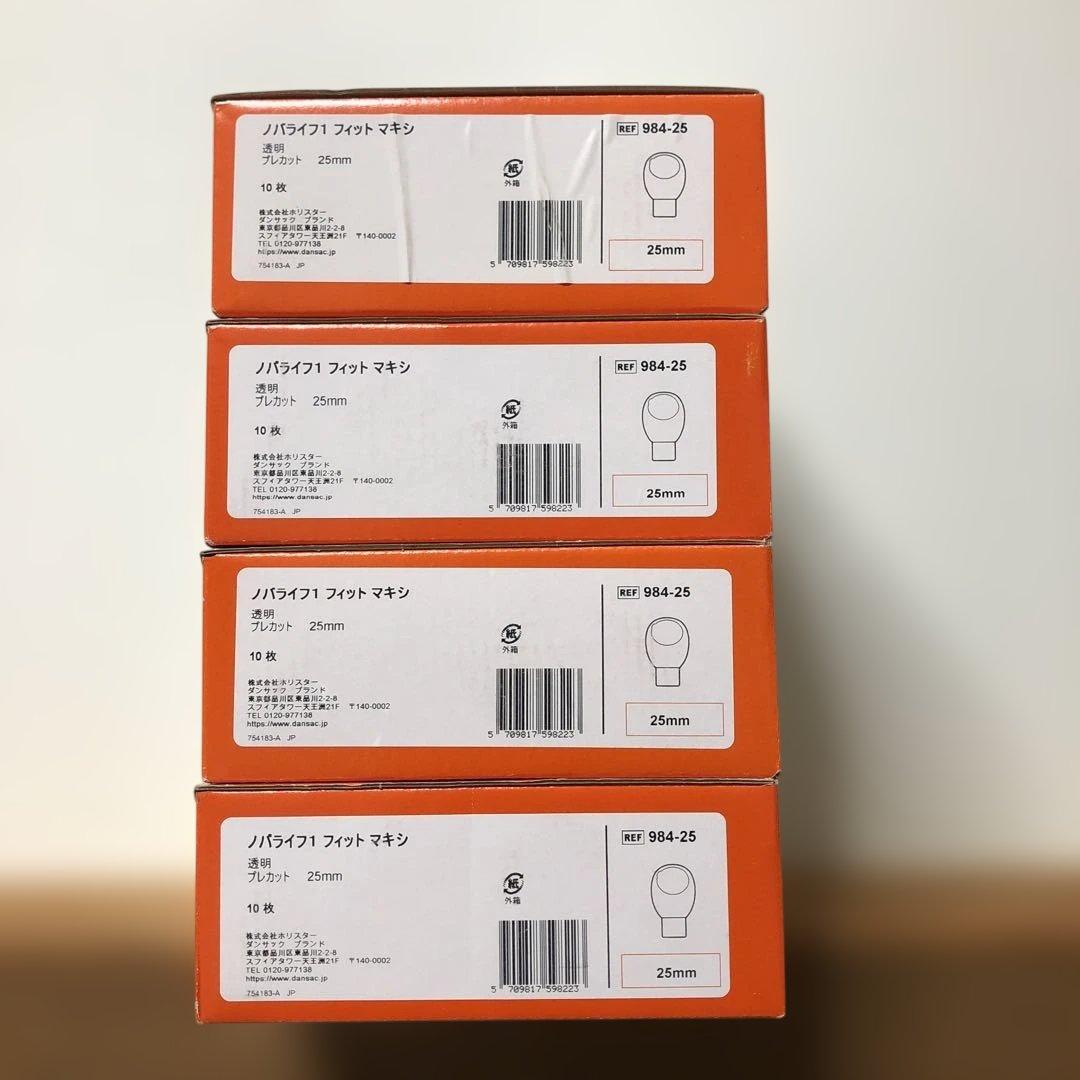 ノバライフ1 フィット マキシ
透明
プレカット 25mm
10 枚
株式会社ホリスター
ダンサック ブランド
東京都品川区東品川2-2-8
スフィアタワー天王洲21F 〒140-0002
TEL 0120-977138
https://www.dansac.jp
754183-A JP
紙
外箱
5 709817 598223
REF 984-25
25mm
ノバライフ1 フィット マキシ
透明
プレカット 25mm
10 枚
株式会社ホリスター
ダンサック ブランド
東京都品川区東品川2-2-8
スフィアタワー天王洲21F 〒140-0002
TEL 0120-977138
https://www.dansac.jp
754183-A JP
紙
外箱
5 709817 598223
REF 984-25
25mm
ノバライフ1 フィット マキシ
透明
プレカット 25mm
10 枚
株式会社ホリスター
ダンサック ブランド
東京都品川区東品川2-2-8
スフィアタワー天王洲21F 〒140-0002
TEL 0120-977138
https://www.dansac.jp
754183-A JP
紙
外箱
5 709817 598223
REF 984-25
25mm
ノバライフ1 フィット マキシ
透明
プレカット 25mm
10 枚
株式会社ホリスター
ダンサック ブランド
東京都品川区東品川2-2-8
スフィアタワー天王洲21F 〒140-0002
TEL 0120-977138
https://www.dansac.jp
754183-A JP
紙
外箱
5 709817 598223
REF 984-25
25mm